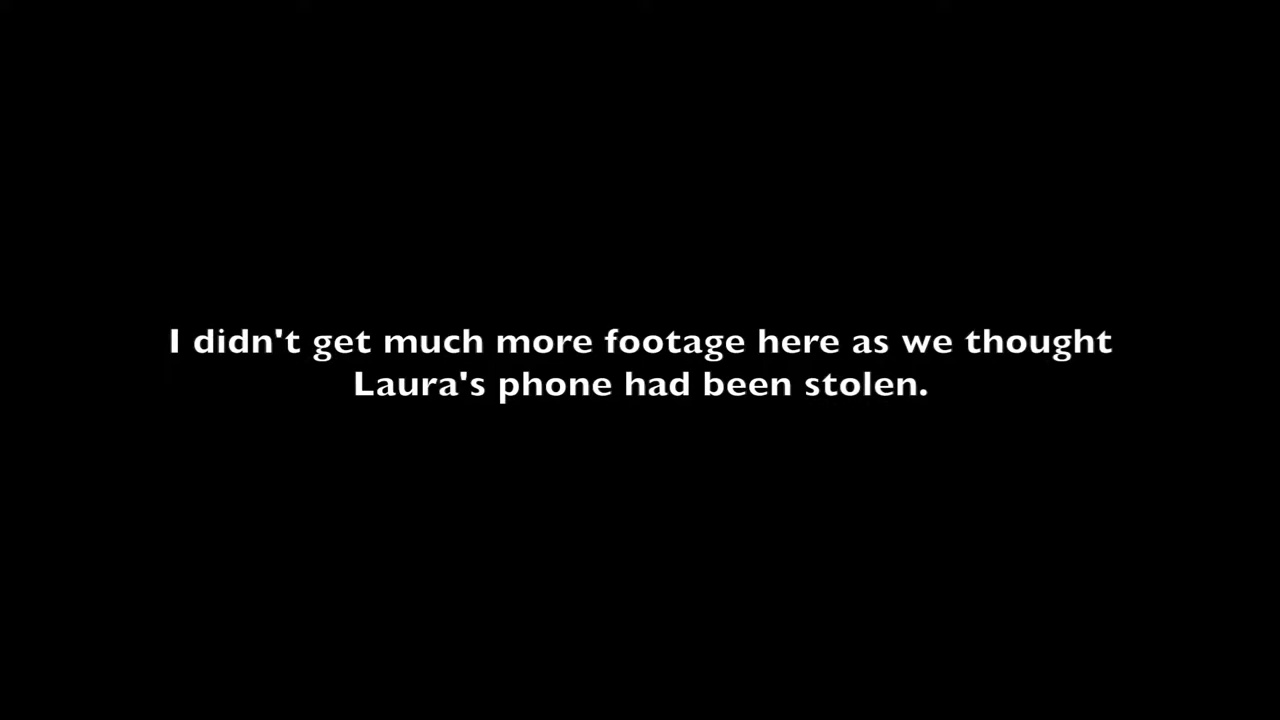 I didn't get much more footage here as we thought
Laura's phone had been stolen.